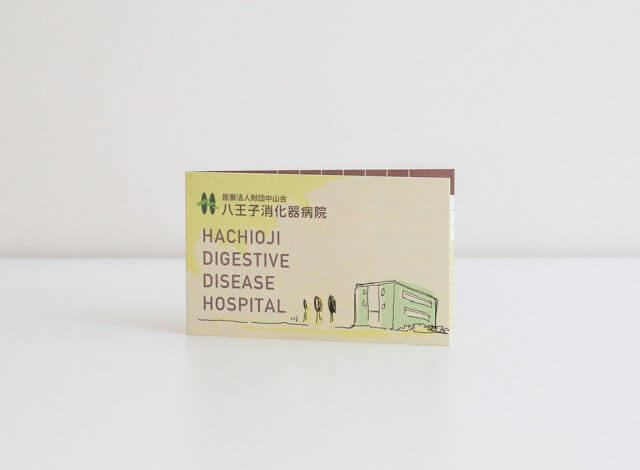 医療法人財団中山会
八王子消化器病院
HACHIOJI
DIGESTIVE
DISEASE
HOSPITAL